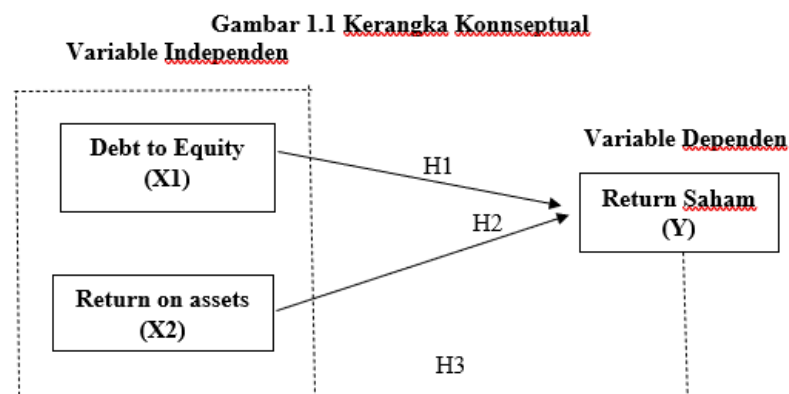 Gambar 1.1 Kerangka Konnseptual
Variable Independen
Debt to Equity
(X1)
H1
Variable Dependen
Return Saham
(Y)
H2
Return on assets
(X2)
H3